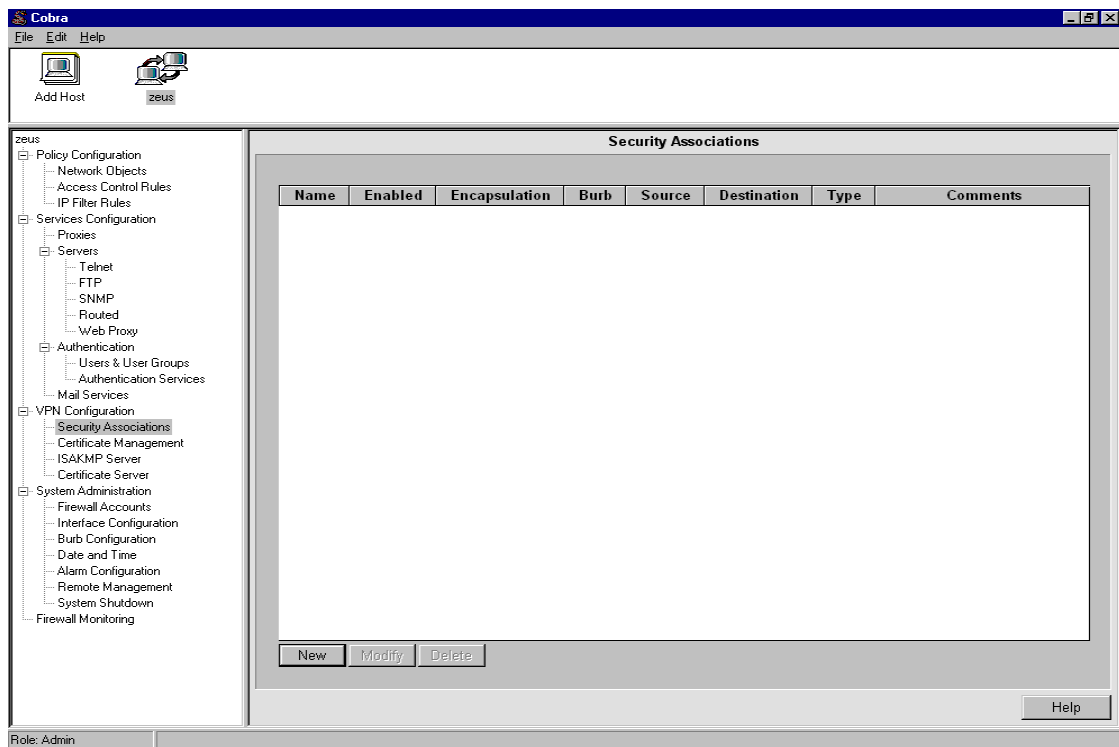 Cobra
File Edit Help
Add Host zeus
zeus
Policy Configuration
Network Objects
Access Control Rules
IP Filter Rules
Services Configuration
Proxies
Servers
Telnet
FTP
SNMP
Routed
Web Proxy
Authentication
Users & User Groups
Authentication Services
Mail Services
VPN Configuration
Security Associations
Certificate Management
ISAKMP Server
Certificate Server
System Administration
Firewall Accounts
Interface Configuration
Burb Configuration
Date and Time
Alarm Configuration
Remote Management
System Shutdown
Firewall Monitoring
Security Associations
Name Enabled Encapsulation Burb Source Destination Type Comments
New Modify Delete
Help
Role: Admin